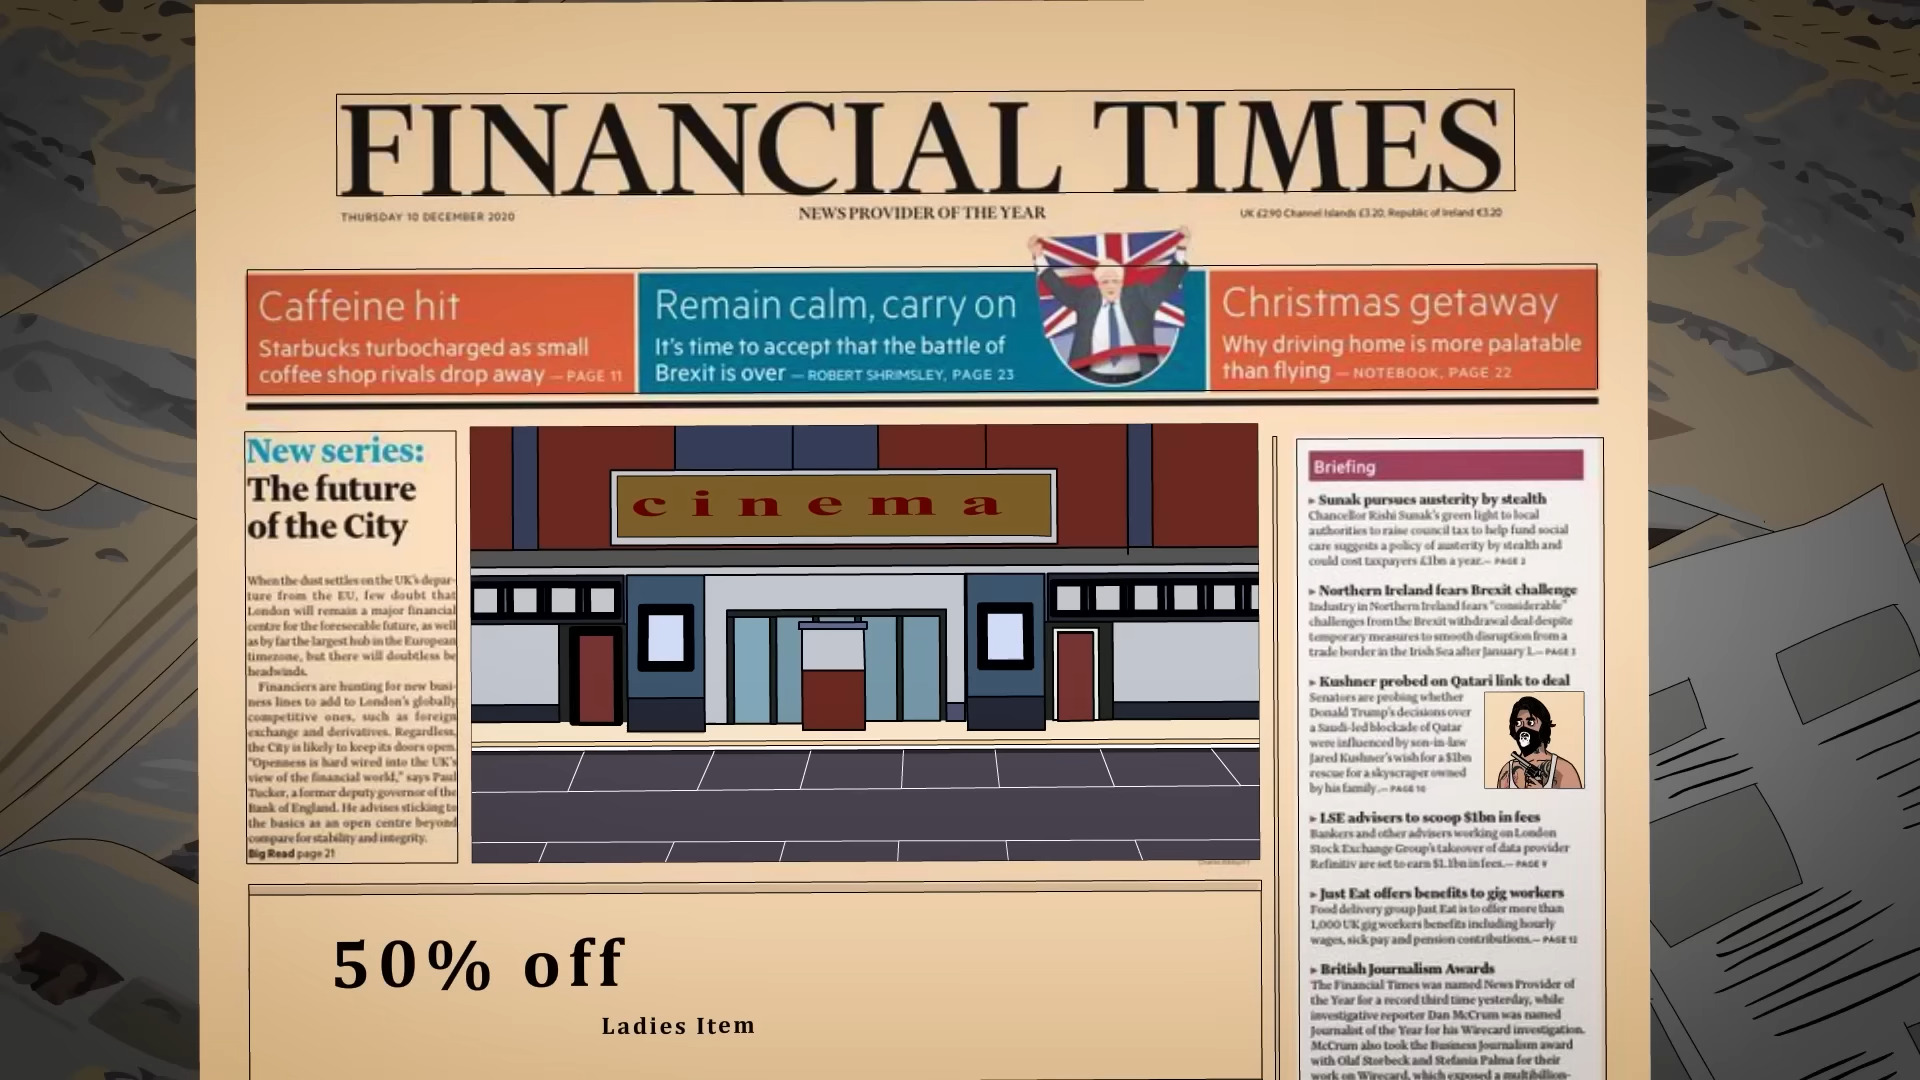 FINANCIAL TIMES
THURSDAY 10 DECEMBER 2020
NEWS PROVIDER OF THE YEAR
UK £2.90 Channel Islands £3.20, Republic of Ireland €3.20
Caffeine hit
Starbucks turbocharged as small
coffee shop rivals drop away — PAGE 11
Remain calm, carry on
It's time to accept that the battle of
Brexit is over — ROBERT SHRIMSLEY, PAGE 23
Christmas getaway
Why driving home is more palatable
than flying — NOTEBOOK, PAGE 22
New series:
The future
of the City
When the dust settles on the UK's depar-
ture from the EU, few doubt that
London will remain a major financial
centre for the foreseeable future, as well
as by far the largest hub in the European
timezone, but there will doubtless be
headwinds.
Financiers are hunting for new busi-
ness lines to add to London's globally
competitive ones, such as foreign
exchange and derivatives. Regardless,
the City is likely to keep its doors open.
"Openness is hard wired into the UK's
view of the financial world," says Paul
Tucker, a former deputy governor of the
Bank of England. He advises sticking to
the basics as an open centre beyond
compare for stability and integrity.
Big Read page 21
cinema
50% off
Ladies Item
Briefing
▸ Sunak pursues austerity by stealth
Chancellor Rishi Sunak's green light to local
authorities to raise council tax to help fund social
care suggests a policy of austerity by stealth and
could cost taxpayers £1bn a year.— PAGE 2
▸ Northern Ireland fears Brexit challenge
Industry in Northern Ireland fears "considerable"
challenges from the Brexit withdrawal deal despite
temporary measures to smooth disruption from a
trade border in the Irish Sea after January 1.— PAGE 3
▸ Kushner probed on Qatari link to deal
Senators are probing whether
Donald Trump's decisions over
a Saudi-led blockade of Qatar
were influenced by son-in-law
Jared Kushner's wish for a $1bn
rescue for a skyscraper owned
by his family.— PAGE 10
▸ LSE advisers to scoop $1bn in fees
Bankers and other advisers working on London
Stock Exchange Group's takeover of data provider
Refinitiv are set to earn $1.1bn in fees.— PAGE 9
▸ Just Eat offers benefits to gig workers
Food delivery group Just Eat is to offer more than
1,000 UK gig workers benefits including hourly
wages, sick pay and pension contributions.— PAGE 12
▸ British Journalism Awards
The Financial Times was named News Provider of
the Year for a record third time yesterday, while
investigative reporter Dan McCrum was named
Journalist of the Year for his Wirecard investigation.
McCrum also took the Business Journalism award
with Olaf Storbeck and Stefania Palma for their
work on Wirecard, which exposed a multibillion-